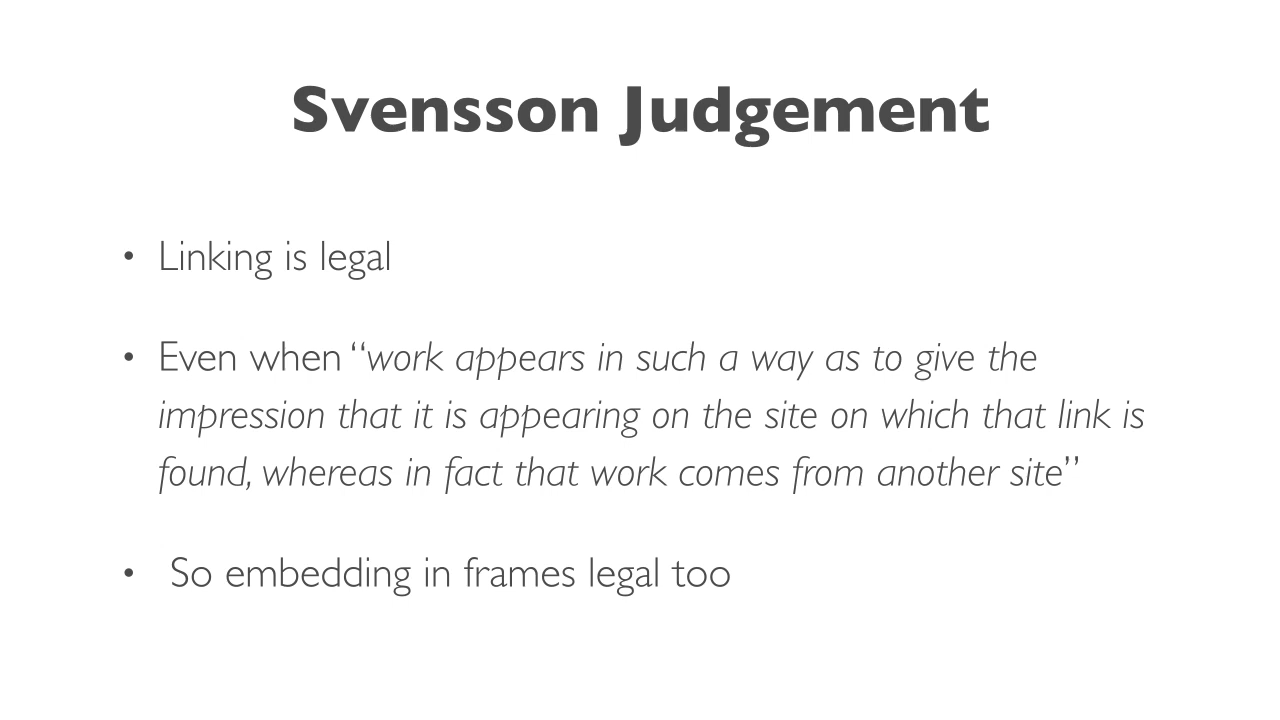 Svensson Judgement
• Linking is legal
• Even when “work appears in such a way as to give the
impression that it is appearing on the site on which that link is
found, whereas in fact that work comes from another site”
• So embedding in frames legal too